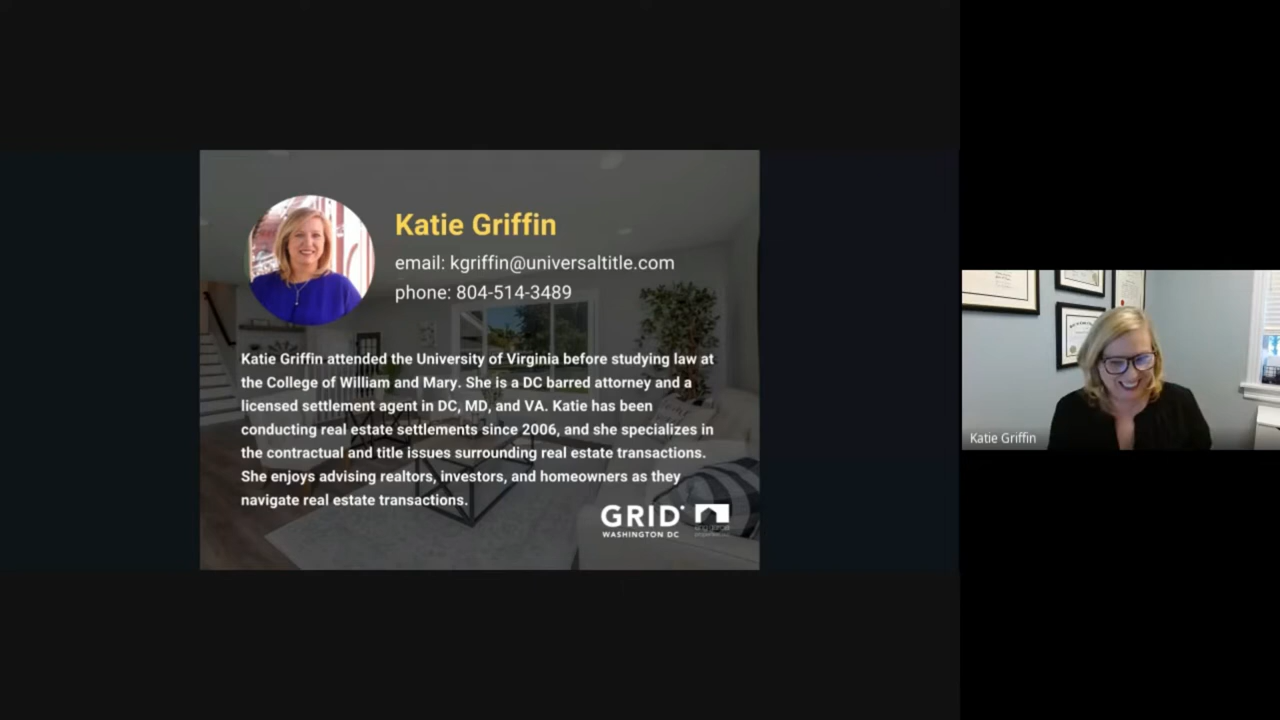 Katie Griffin
email: kgriffin@universaltitle.com
phone: 804-514-3489
Katie Griffin attended the University of Virginia before studying law at
the College of William and Mary. She is a DC barred attorney and a
licensed settlement agent in DC, MD, and VA. Katie has been
conducting real estate settlements since 2006, and she specializes in
the contractual and title issues surrounding real estate transactions.
She enjoys advising realtors, investors, and homeowners as they
navigate real estate transactions.
GRID
WASHINGTON DC
Katie Griffin